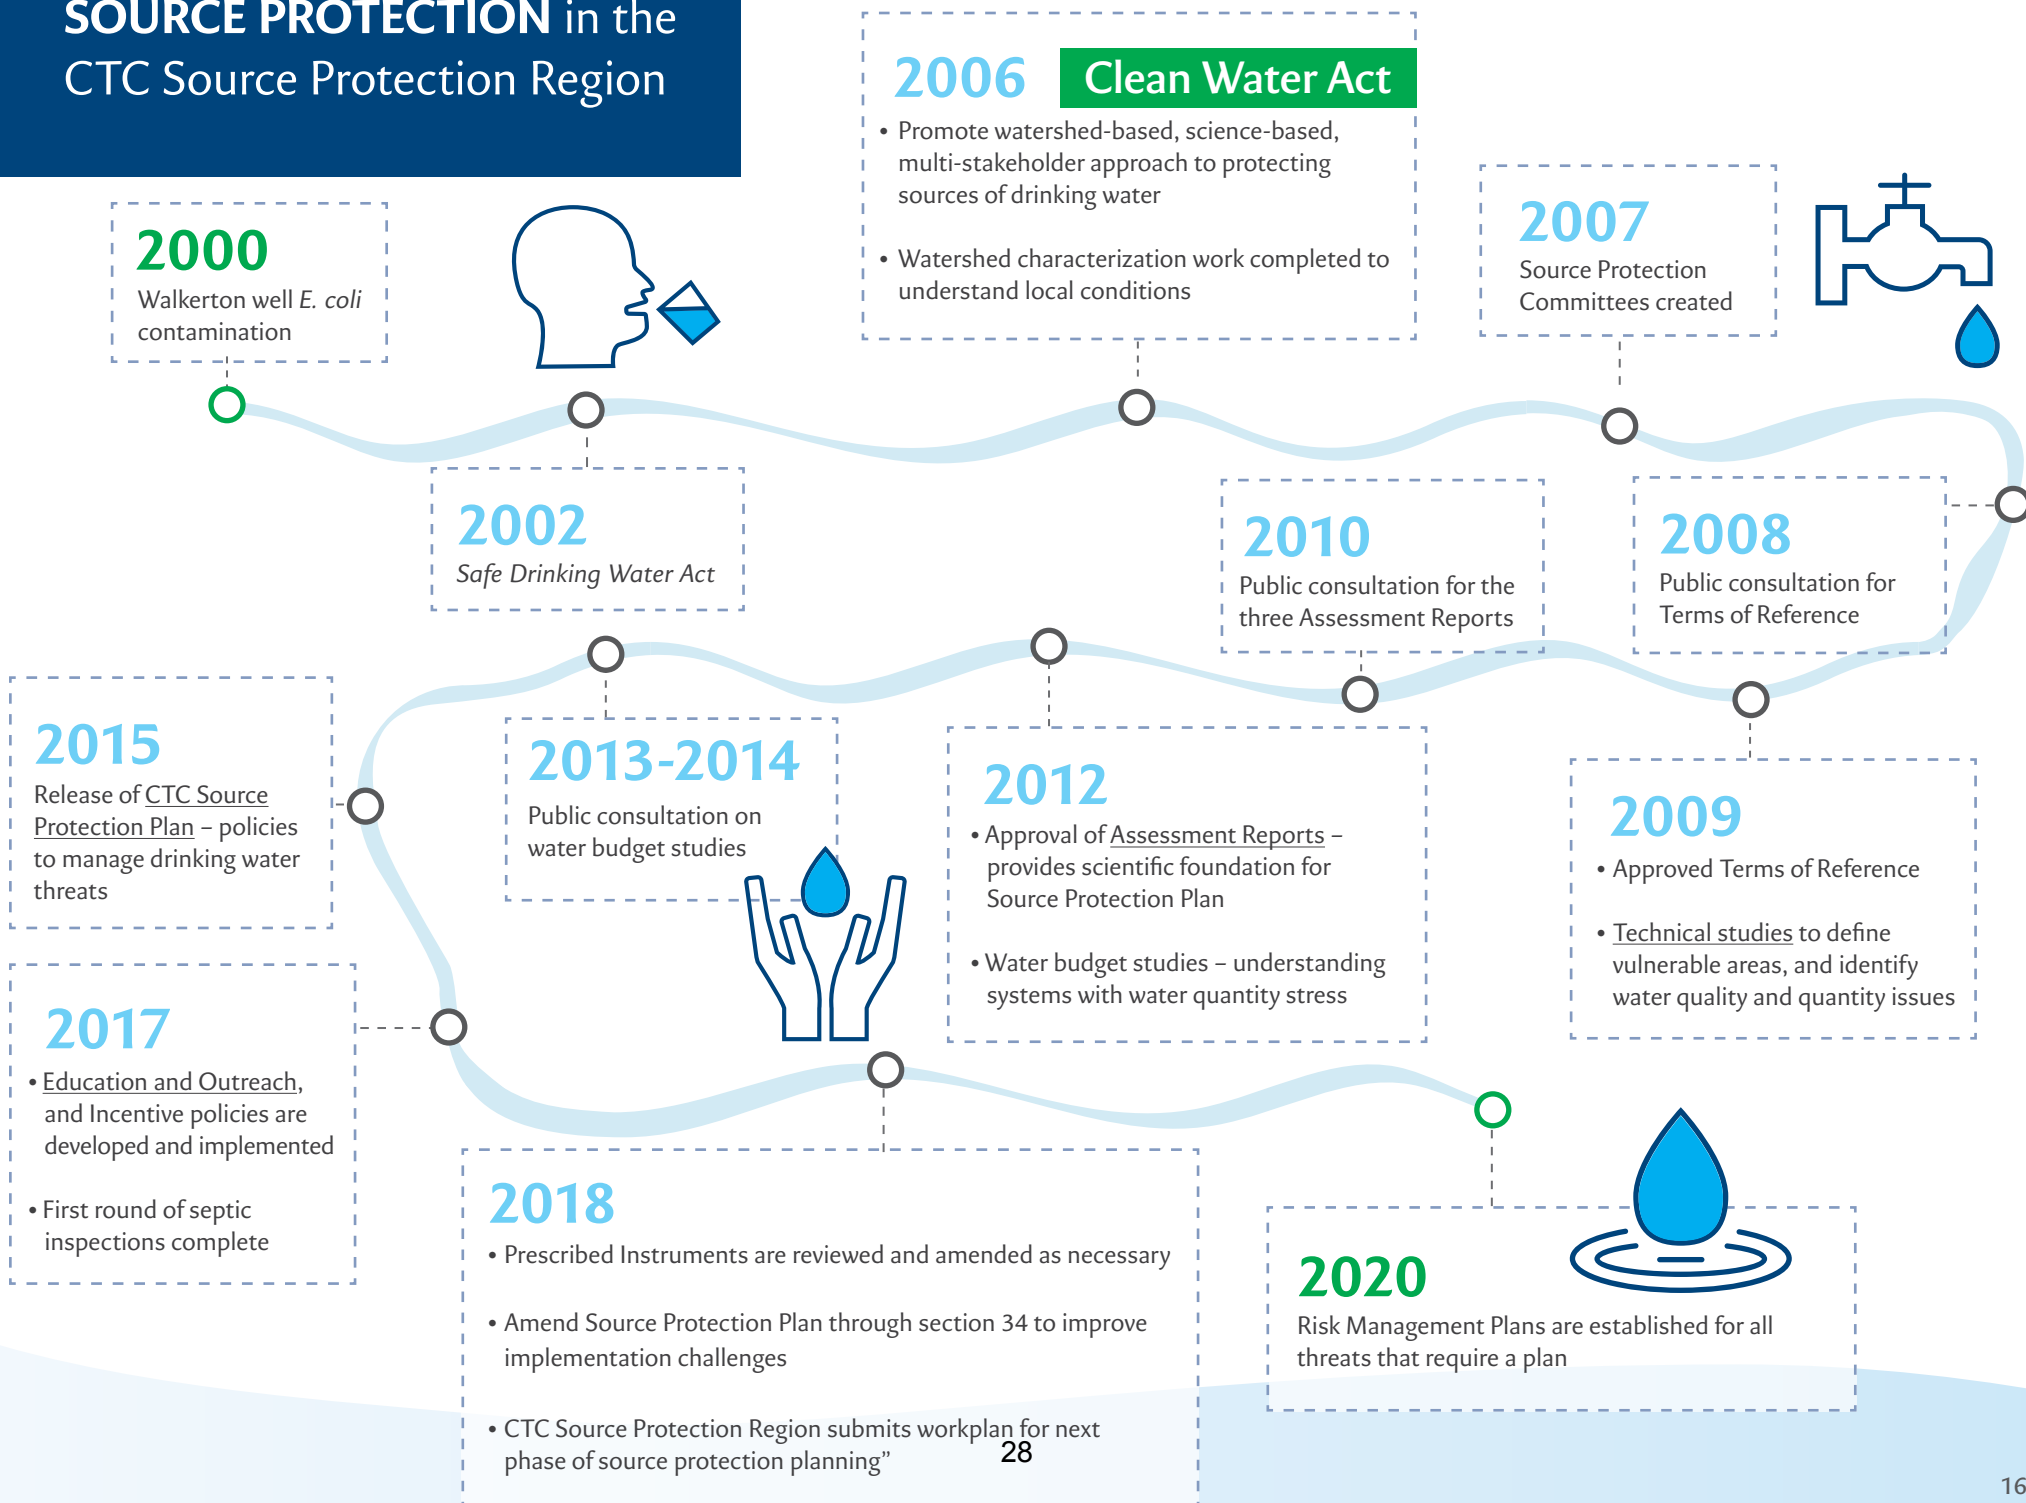 SOURCE PROTECTION in the
CTC Source Protection Region
2000
Walkerton well E. coli
contamination
2002
Safe Drinking Water Act
2006
Clean Water Act
• Promote watershed-based, science-based,
multi-stakeholder approach to protecting
sources of drinking water
• Watershed characterization work completed to
understand local conditions
2007
Source Protection
Committees created
2008
Public consultation for
Terms of Reference
2009
• Approved Terms of Reference
• Technical studies to define
vulnerable areas, and identify
water quality and quantity issues
2010
Public consultation for the
three Assessment Reports
2012
• Approval of Assessment Reports –
provides scientific foundation for
Source Protection Plan
• Water budget studies – understanding
systems with water quantity stress
2013-2014
Public consultation on
water budget studies
2015
Release of CTC Source
Protection Plan – policies
to manage drinking water
threats
2017
• Education and Outreach,
and Incentive policies are
developed and implemented
• First round of septic
inspections complete
2018
• Prescribed Instruments are reviewed and amended as necessary
• Amend Source Protection Plan through section 34 to improve
implementation challenges
• CTC Source Protection Region submits workplan for next
phase of source protection planning”
2020
Risk Management Plans are established for all
threats that require a plan
28
16